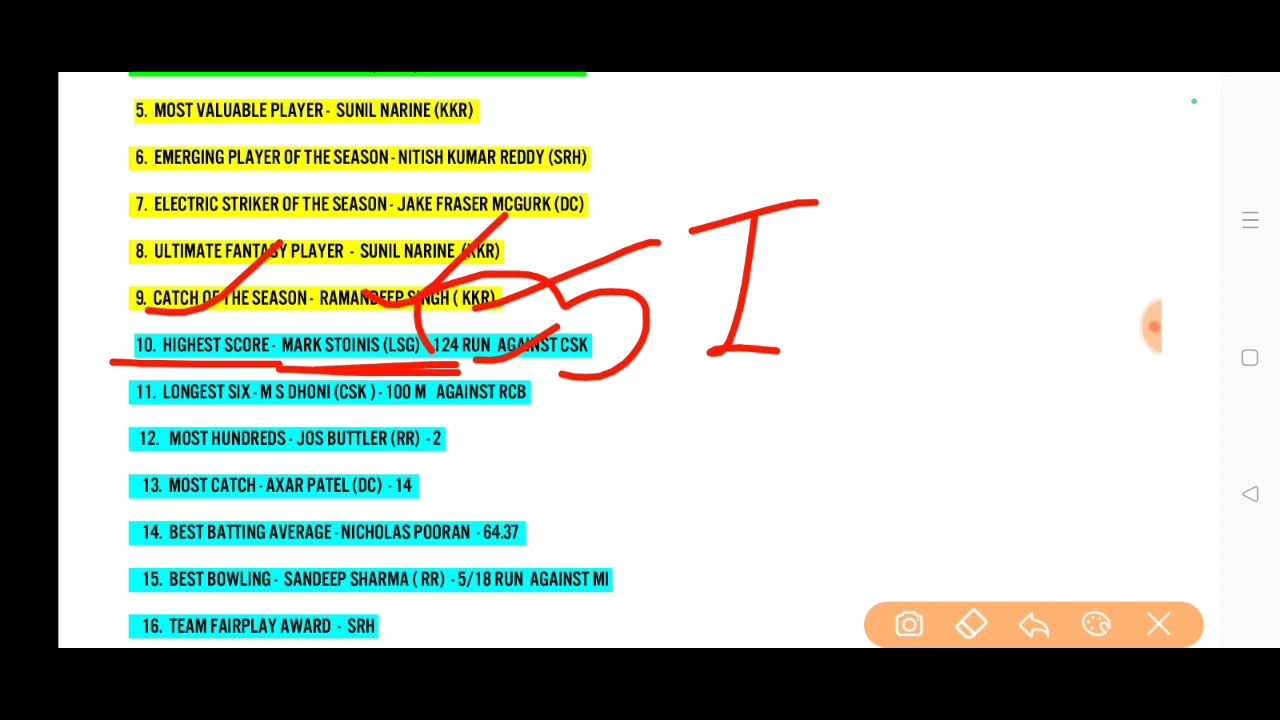 5. MOST VALUABLE PLAYER - SUNIL NARINE (KKR)
6. EMERGING PLAYER OF THE SEASON - NITISH KUMAR REDDY (SRH)
7. ELECTRIC STRIKER OF THE SEASON - JAKE FRASER MCGURK (DC)
8. ULTIMATE FANTASY PLAYER - SUNIL NARINE (KKR)
9. CATCH OF THE SEASON - RAMANDEEP SINGH ( KKR)
10. HIGHEST SCORE - MARK STOINIS (LSG) - 124 RUN AGAINST CSK
11. LONGEST SIX - M S DHONI (CSK ) - 100 M AGAINST RCB
12. MOST HUNDREDS - JOS BUTTLER (RR) - 2
13. MOST CATCH - AXAR PATEL (DC) - 14
14. BEST BATTING AVERAGE - NICHOLAS POORAN - 64.37
15. BEST BOWLING - SANDEEP SHARMA ( RR) - 5/18 RUN AGAINST MI
16. TEAM FAIRPLAY AWARD - SRH